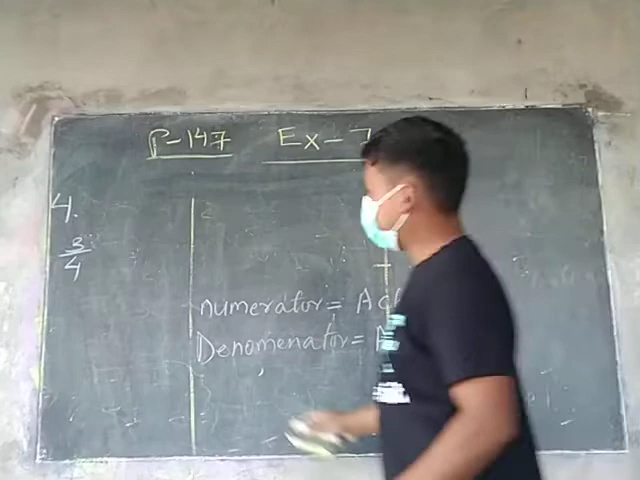 P-147 Ex-7
4.
3/4
numerator =
Denomenator =